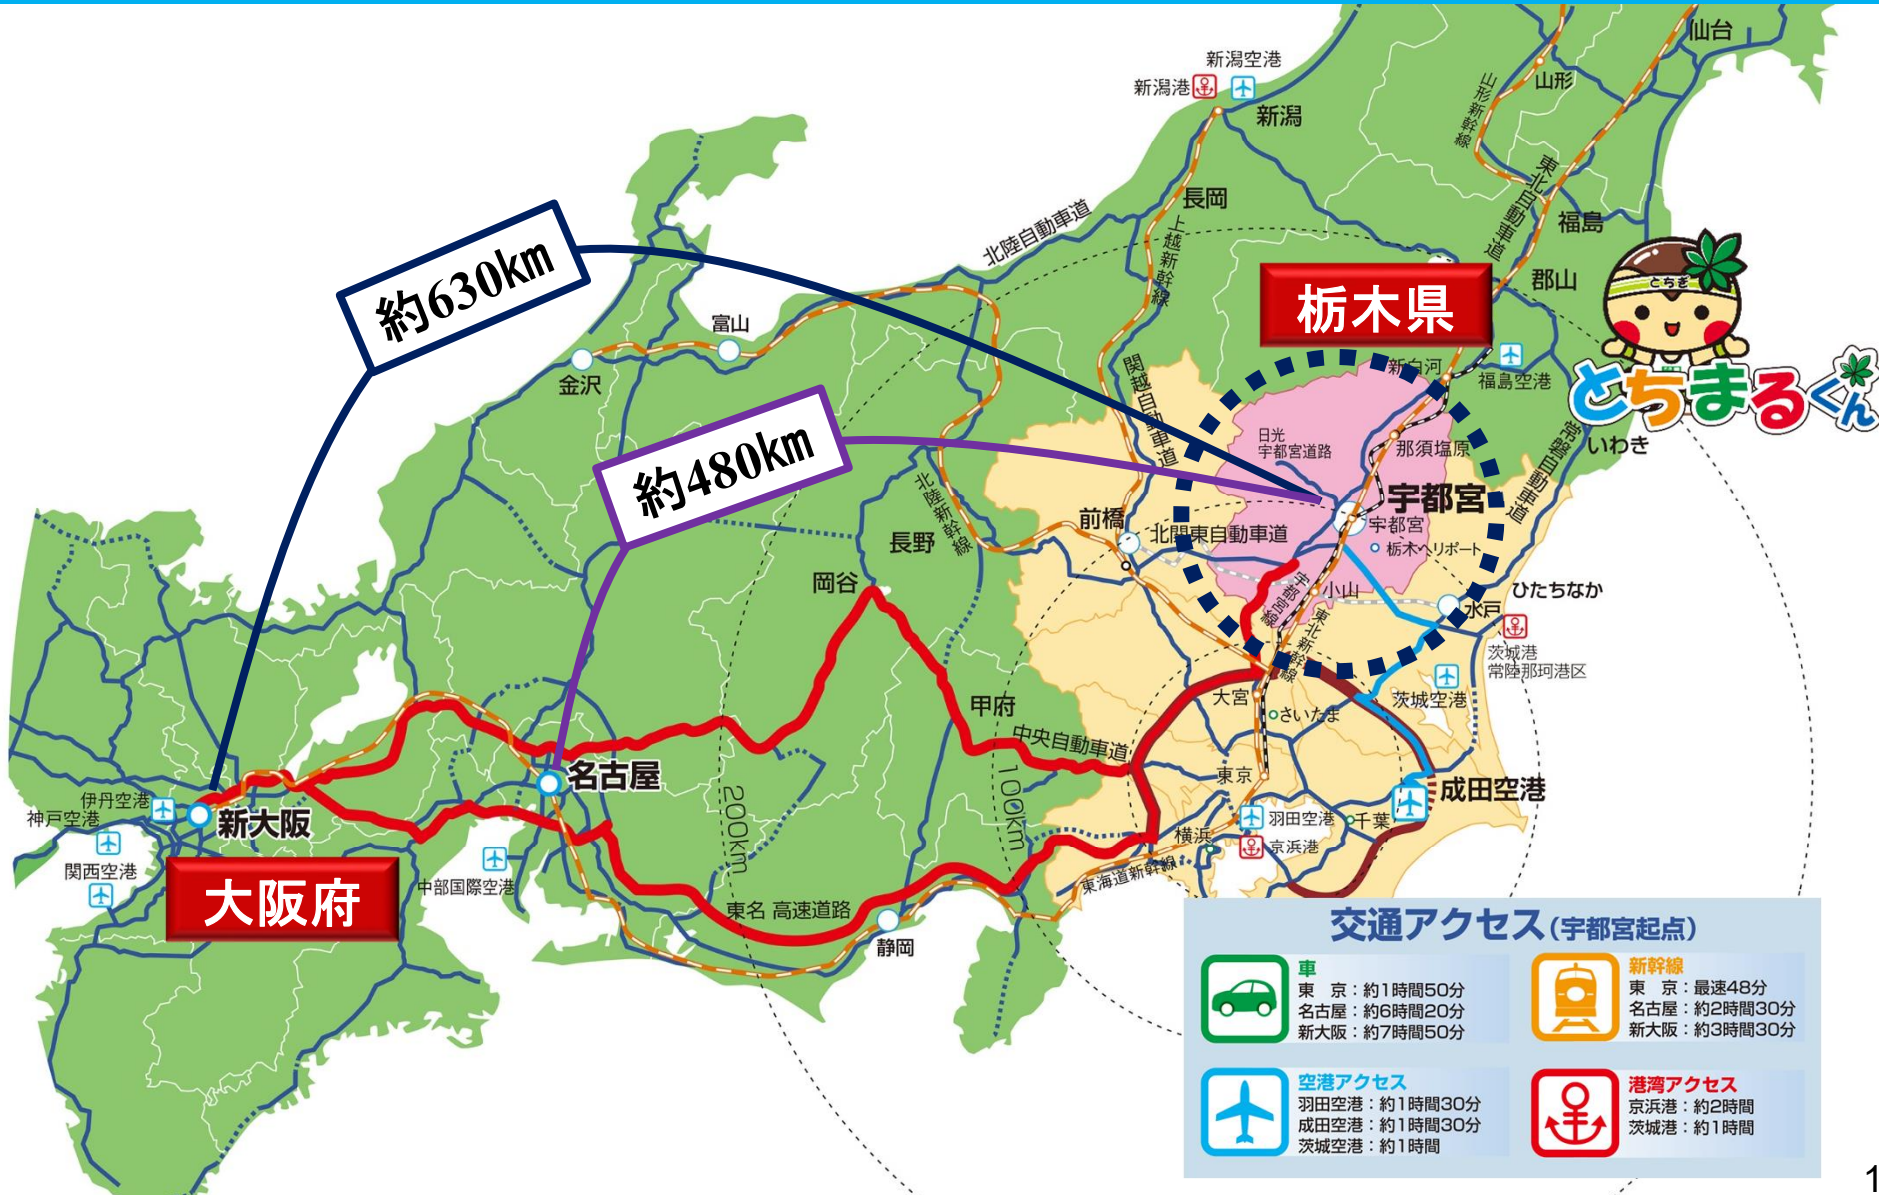 仙台
新潟空港
新潟港
新潟
山形
山形新幹線
東北自動車道
長岡
上越新幹線
北陸自動車道
福島
郡山
とちぎ
とちまるくん
約630km
栃木県
富山
金沢
関越自動車道
新白河
福島空港
いわき
常磐自動車道
約480km
日光
宇都宮道路
那須塩原
宇都宮
宇都宮
栃木ヘリポート
前橋
北関東自動車道
北陸新幹線
長野
岡谷
小山
宇都宮線
東北新幹線
水戸
ひたちなか
茨城港
常陸那珂港区
茨城空港
大宮
さいたま
甲府
中央自動車道
名古屋
200km
100km
東京
成田空港
伊丹空港
神戸空港
新大阪
関西空港
大阪府
中部国際空港
羽田空港
千葉
横浜
京浜港
東海道新幹線
東名 高速道路
静岡
交通アクセス(宇都宮起点)
車
東 京：約1時間50分
名古屋：約6時間20分
新大阪：約7時間50分
新幹線
東 京：最速48分
名古屋：約2時間30分
新大阪：約3時間30分
空港アクセス
羽田空港：約1時間30分
成田空港：約1時間30分
茨城空港：約1時間
港湾アクセス
京浜港：約2時間
茨城港：約1時間
1